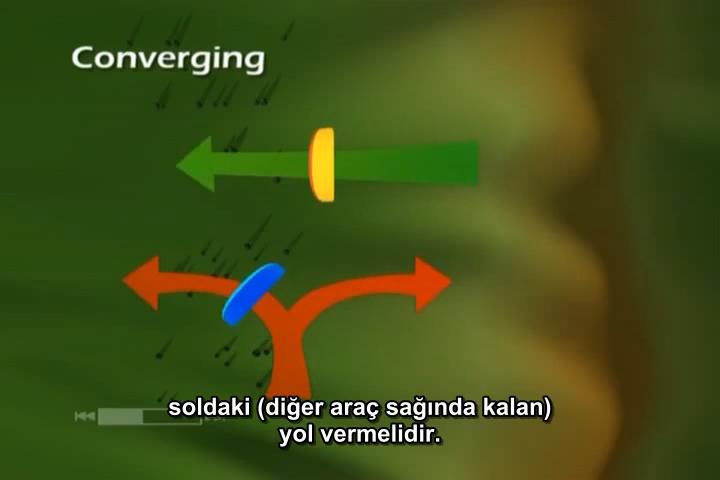 Converging
soldaki (diğer araç sağında kalan)
yol vermelidir.